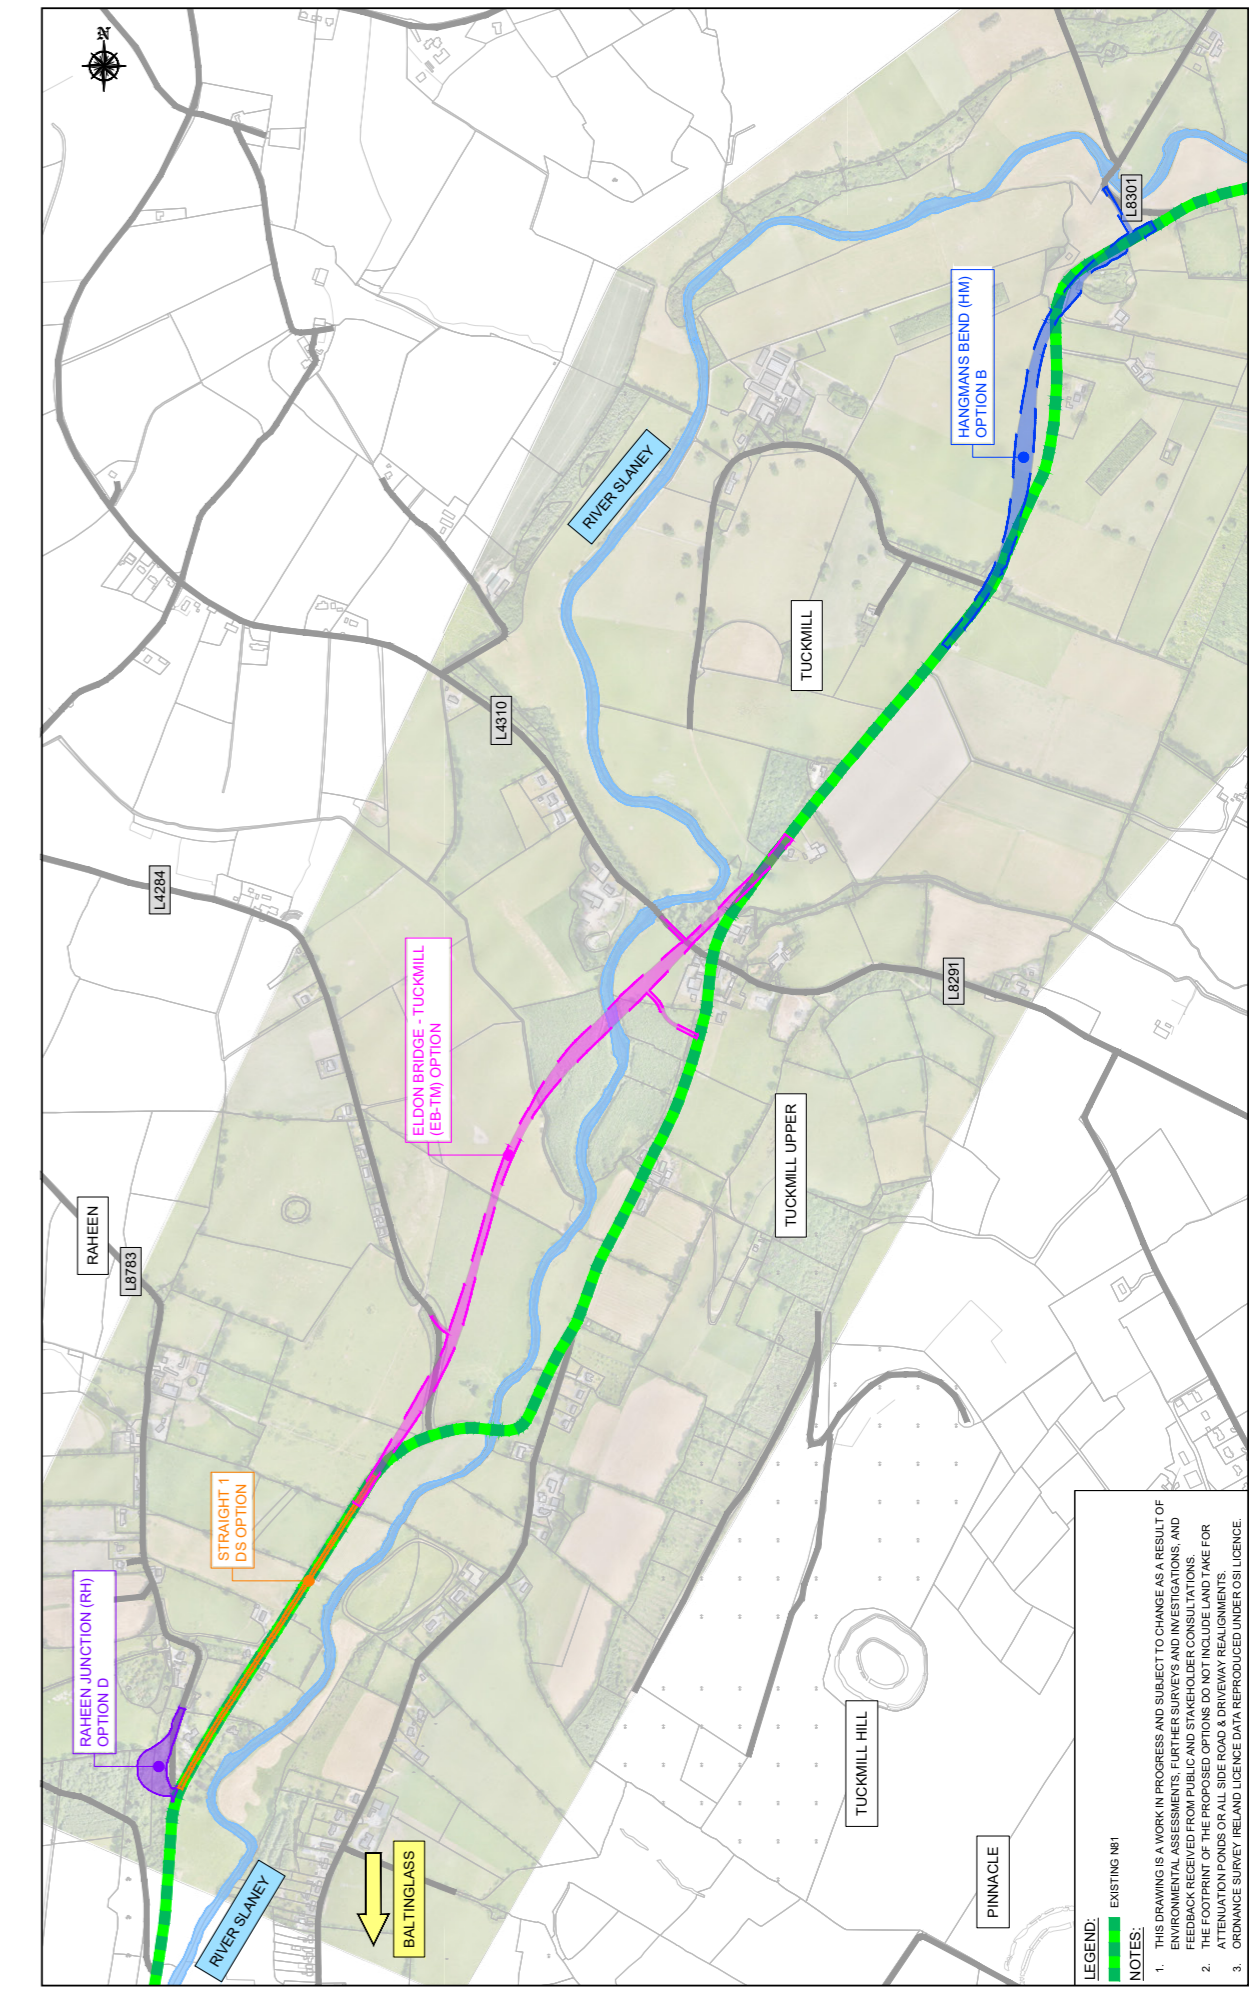 N
RAHEEN JUNCTION (RH)
OPTION D
STRAIGHT 1
DS OPTION
RAHEEN
L8783
L4284
ELDON BRIDGE - TUCKMILL
(EB-TM) OPTION
L4310
RIVER SLANEY
TUCKMILL
HANGMANS BEND (HM)
OPTION B
L8301
L8291
TUCKMILL UPPER
RIVER SLANEY
BALTINGLASS
TUCKMILL HILL
PINNACLE
LEGEND:
EXISTING N81
NOTES:
1. THIS DRAWING IS A WORK IN PROGRESS AND SUBJECT TO CHANGE AS A RESULT OF
ENVIRONMENTAL ASSESSMENTS, FURTHER SURVEYS AND INVESTIGATIONS, AND
FEEDBACK RECEIVED FROM PUBLIC AND STAKEHOLDER CONSULTATIONS.
2. THE FOOTPRINT OF THE PROPOSED OPTIONS DO NOT INCLUDE LAND TAKE FOR
ATTENUATION PONDS OR ALL SIDE ROAD & DRIVEWAY REALIGNMENTS.
3. ORDNANCE SURVEY IRELAND LICENCE DATA REPRODUCED UNDER OSI LICENCE.